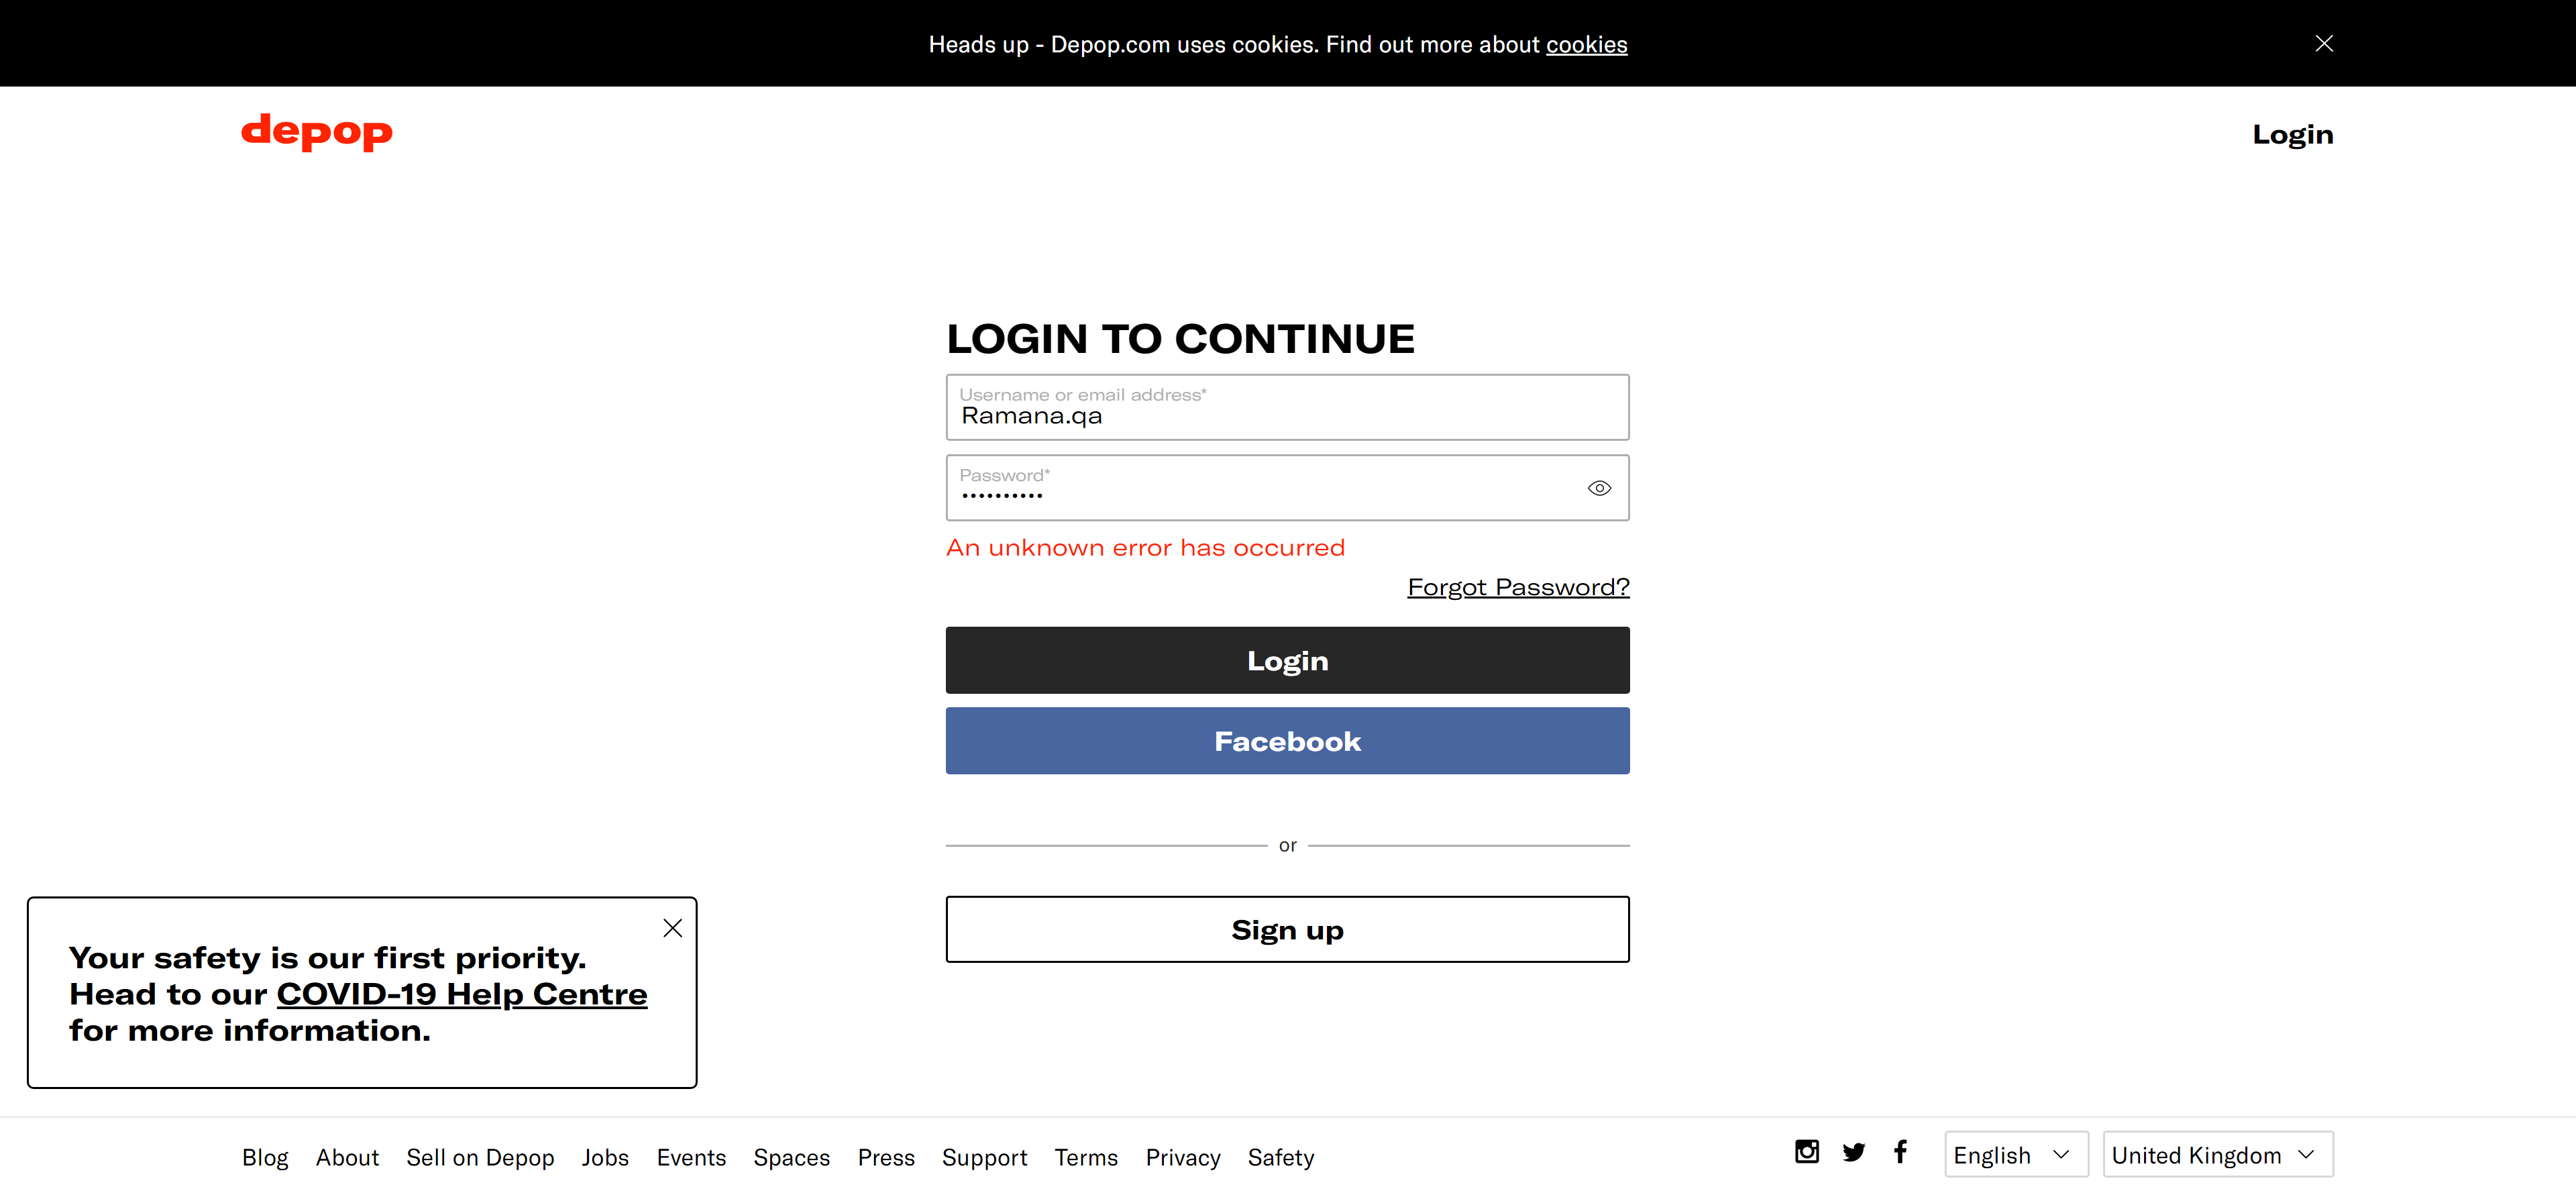 Heads up - Depop.com uses cookies. Find out more about cookies
depop
Login
LOGIN TO CONTINUE
Username or email address*
Ramana.qa
Password*
••••••••••
An unknown error has occurred
Forgot Password?
Login
Facebook
or
Sign up
Your safety is our first priority.
Head to our COVID-19 Help Centre
for more information.
Blog About Sell on Depop Jobs Events Spaces Press Support Terms Privacy Safety English United Kingdom